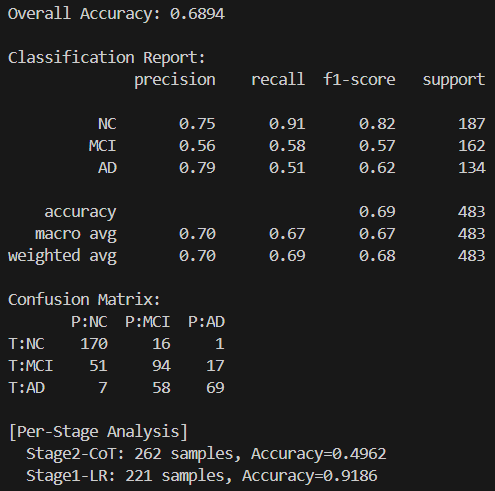 Overall Accuracy: 0.6894
Classification Report:
precision recall f1-score support
NC 0.75 0.91 0.82 187
MCI 0.56 0.58 0.57 162
AD 0.79 0.51 0.62 134
accuracy 0.69 483
macro avg 0.70 0.67 0.67 483
weighted avg 0.70 0.69 0.68 483
Confusion Matrix:
P:NC P:MCI P:AD
T:NC 170 16 1
T:MCI 51 94 17
T:AD 7 58 69
[Per-Stage Analysis]
Stage2-CoT: 262 samples, Accuracy=0.4962
Stage1-LR: 221 samples, Accuracy=0.9186